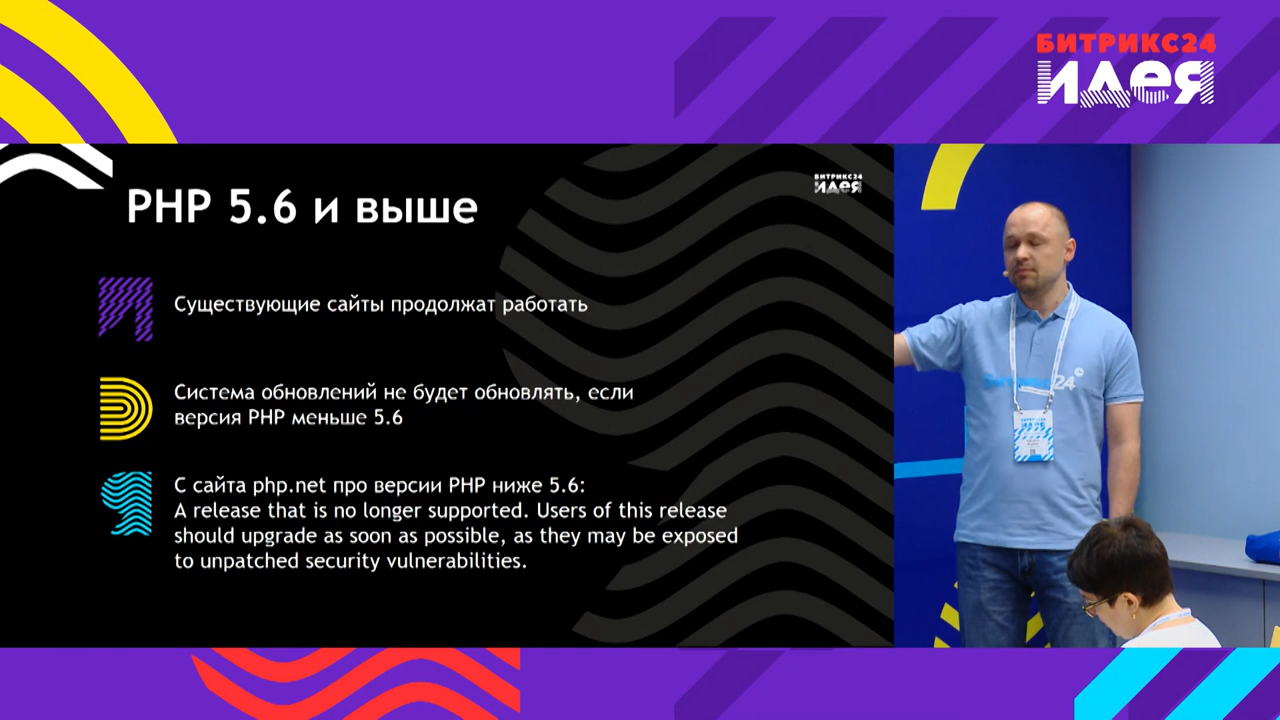 БИТРИКС24
идея
PHP 5.6 и выше
БИТРИКС24
идея
Существующие сайты продолжат работать
Система обновлений не будет обновлять, если
версия PHP меньше 5.6
С сайта php.net про версии PHP ниже 5.6:
A release that is no longer supported. Users of this release
should upgrade as soon as possible, as they may be exposed
to unpatched security vulnerabilities.
24